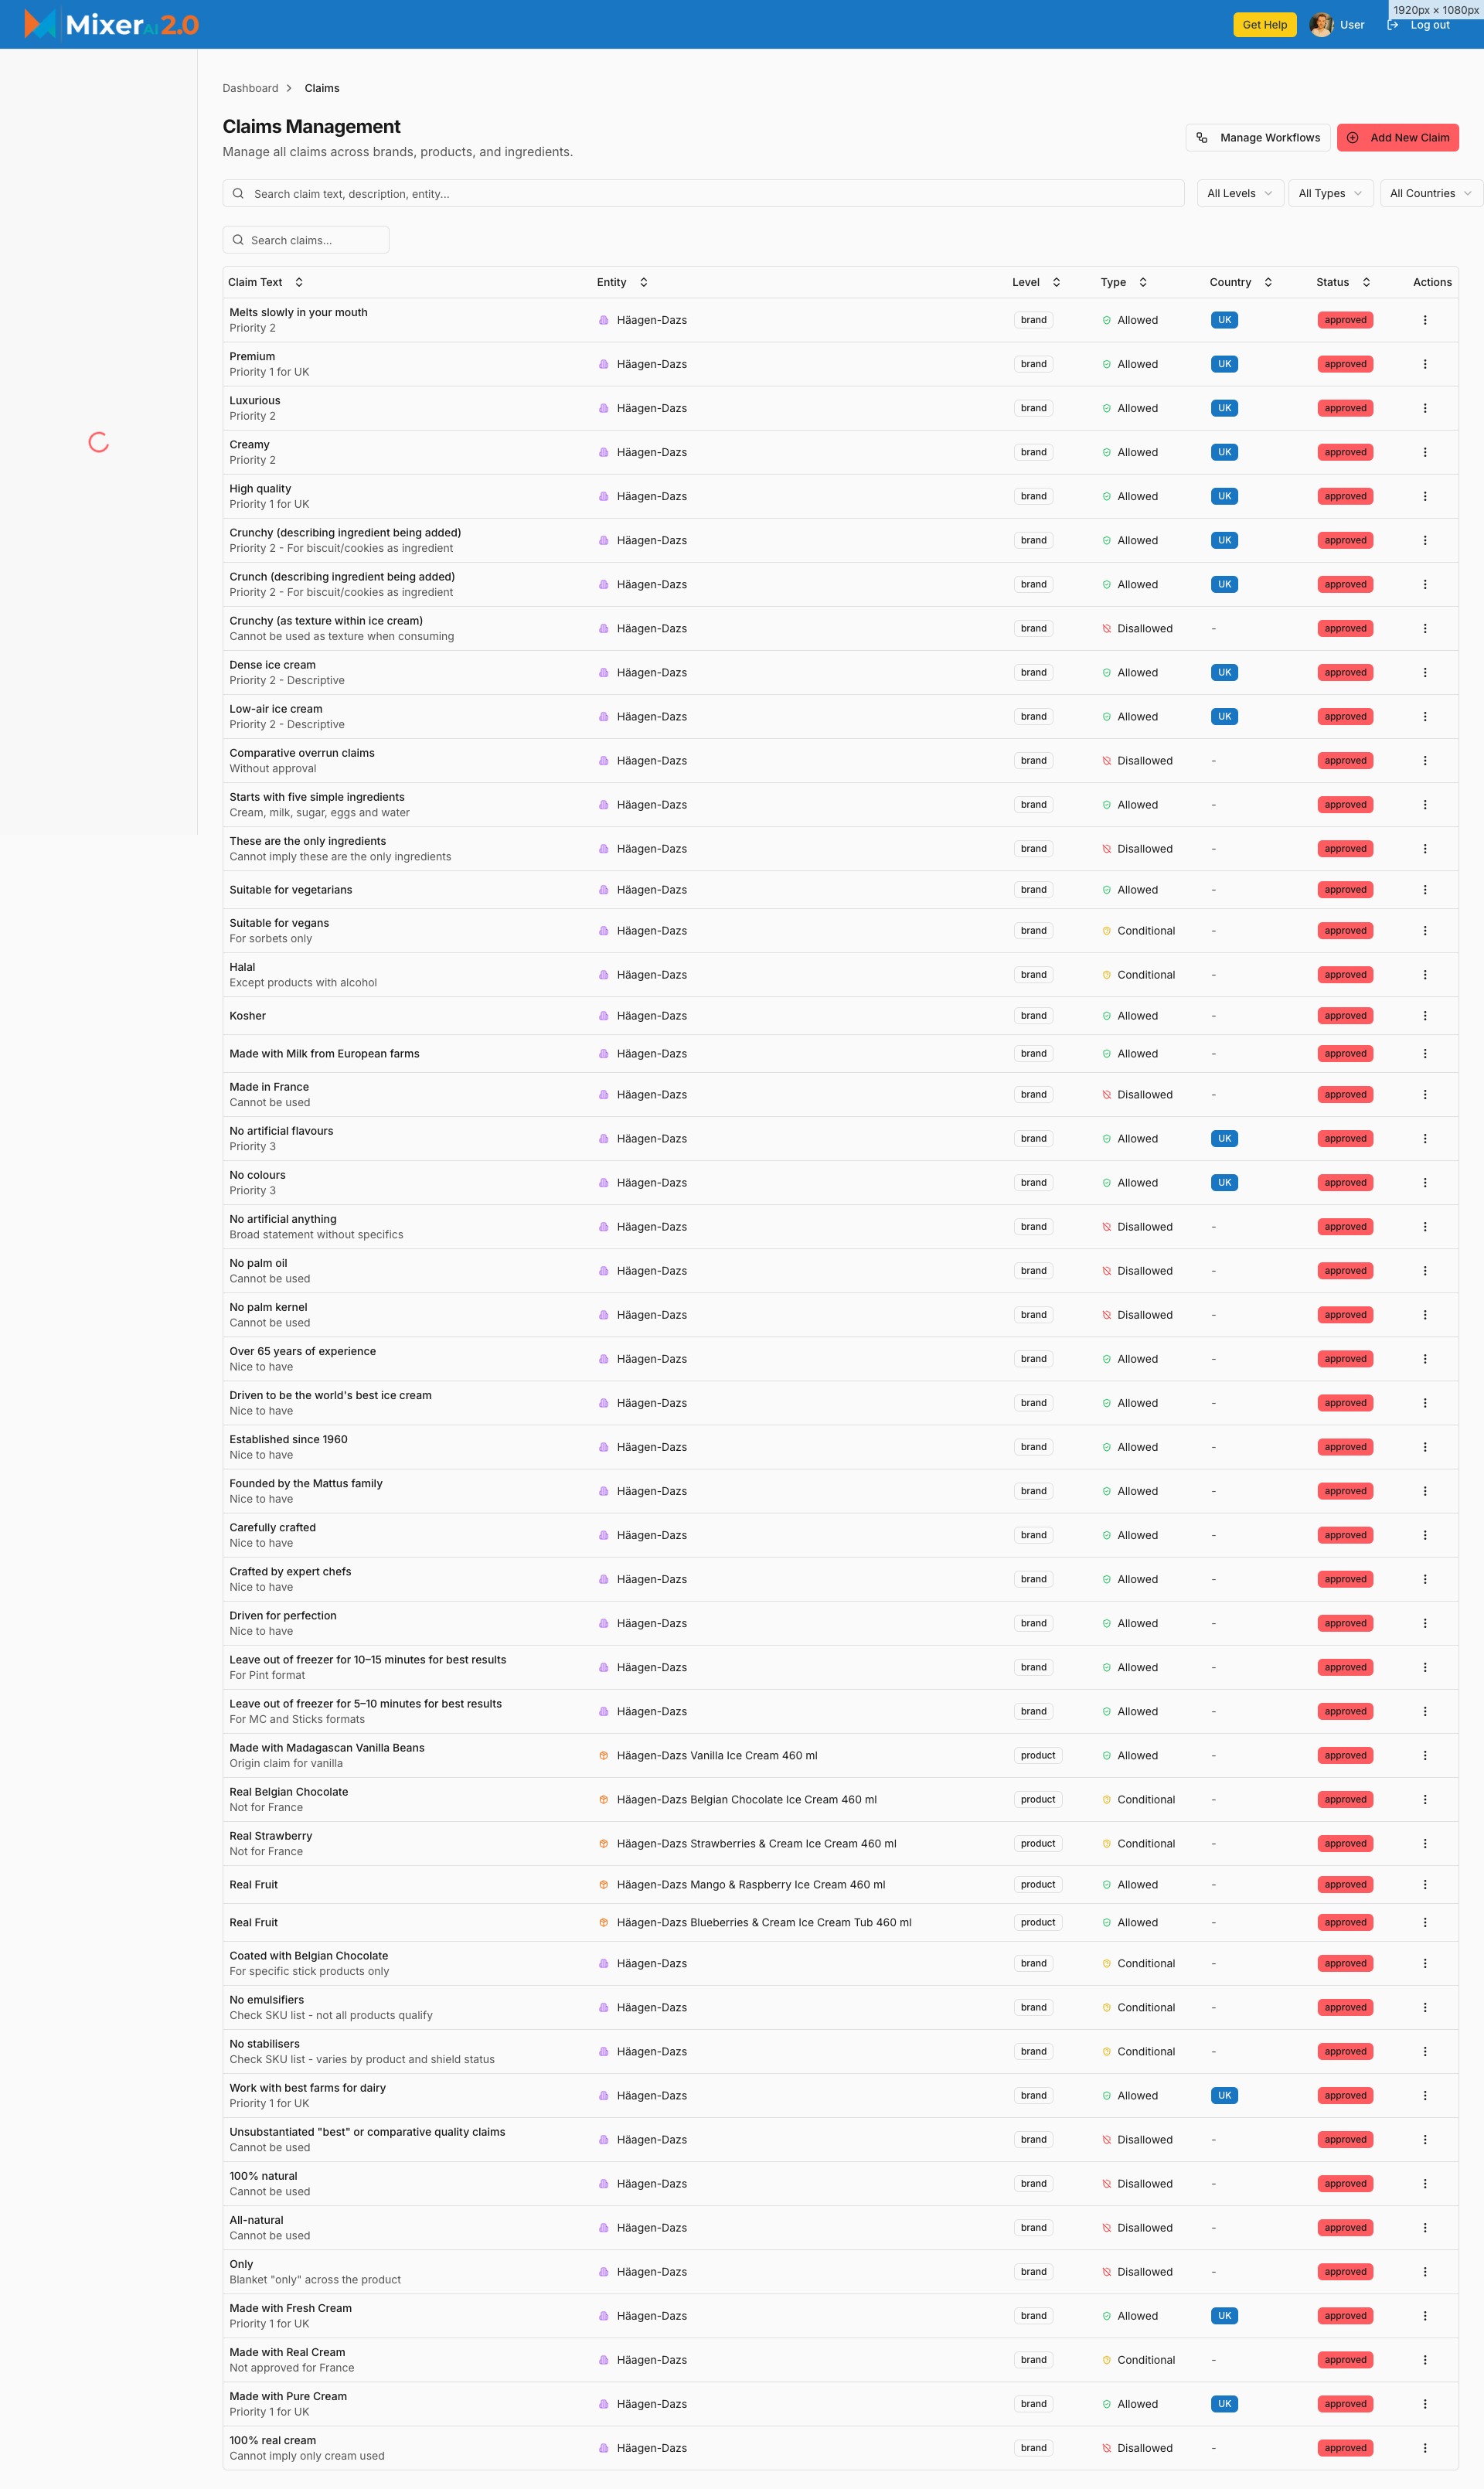 MixerAI 2.0
Get Help
User
Log out
1920px × 1080px
Dashboard
Claims
Claims Management
Manage Workflows
Add New Claim
Manage all claims across brands, products, and ingredients.
Search claim text, description, entity...
All Levels
All Types
All Countries
Search claims...
Claim Text Entity Level Type Country Status Actions
Melts slowly in your mouth
Priority 2
Häagen-Dazs brand Allowed UK approved
Premium
Priority 1 for UK
Häagen-Dazs brand Allowed UK approved
Luxurious
Priority 2
Häagen-Dazs brand Allowed UK approved
Creamy
Priority 2
Häagen-Dazs brand Allowed UK approved
High quality
Priority 1 for UK
Häagen-Dazs brand Allowed UK approved
Crunchy (describing ingredient being added)
Priority 2 - For biscuit/cookies as ingredient
Häagen-Dazs brand Allowed UK approved
Crunch (describing ingredient being added)
Priority 2 - For biscuit/cookies as ingredient
Häagen-Dazs brand Allowed UK approved
Crunchy (as texture within ice cream)
Cannot be used as texture when consuming
Häagen-Dazs brand Disallowed - approved
Dense ice cream
Priority 2 - Descriptive
Häagen-Dazs brand Allowed UK approved
Low-air ice cream
Priority 2 - Descriptive
Häagen-Dazs brand Allowed UK approved
Comparative overrun claims
Without approval
Häagen-Dazs brand Disallowed - approved
Starts with five simple ingredients
Cream, milk, sugar, eggs and water
Häagen-Dazs brand Allowed - approved
These are the only ingredients
Cannot imply these are the only ingredients
Häagen-Dazs brand Disallowed - approved
Suitable for vegetarians
Häagen-Dazs brand Allowed - approved
Suitable for vegans
For sorbets only
Häagen-Dazs brand Conditional - approved
Halal
Except products with alcohol
Häagen-Dazs brand Conditional - approved
Kosher
Häagen-Dazs brand Allowed - approved
Made with Milk from European farms
Häagen-Dazs brand Allowed - approved
Made in France
Cannot be used
Häagen-Dazs brand Disallowed - approved
No artificial flavours
Priority 3
Häagen-Dazs brand Allowed UK approved
No colours
Priority 3
Häagen-Dazs brand Allowed UK approved
No artificial anything
Broad statement without specifics
Häagen-Dazs brand Disallowed - approved
No palm oil
Cannot be used
Häagen-Dazs brand Disallowed - approved
No palm kernel
Cannot be used
Häagen-Dazs brand Disallowed - approved
Over 65 years of experience
Nice to have
Häagen-Dazs brand Allowed - approved
Driven to be the world's best ice cream
Nice to have
Häagen-Dazs brand Allowed - approved
Established since 1960
Nice to have
Häagen-Dazs brand Allowed - approved
Founded by the Mattus family
Nice to have
Häagen-Dazs brand Allowed - approved
Carefully crafted
Nice to have
Häagen-Dazs brand Allowed - approved
Crafted by expert chefs
Nice to have
Häagen-Dazs brand Allowed - approved
Driven for perfection
Nice to have
Häagen-Dazs brand Allowed - approved
Leave out of freezer for 10–15 minutes for best results
For Pint format
Häagen-Dazs brand Allowed - approved
Leave out of freezer for 5–10 minutes for best results
For MC and Sticks formats
Häagen-Dazs brand Allowed - approved
Made with Madagascar Vanilla Beans
Origin claim for vanilla
Häagen-Dazs Vanilla Ice Cream 460 ml product Allowed - approved
Real Belgian Chocolate
Not for France
Häagen-Dazs Belgian Chocolate Ice Cream 460 ml product Conditional - approved
Real Strawberry
Not for France
Häagen-Dazs Strawberries & Cream Ice Cream 460 ml product Conditional - approved
Real Fruit
Häagen-Dazs Mango & Raspberry Ice Cream 460 ml product Allowed - approved
Real Fruit
Häagen-Dazs Blueberries & Cream Ice Cream Tub 460 ml product Allowed - approved
Coated with Belgian Chocolate
For specific stick products only
Häagen-Dazs brand Conditional - approved
No emulsifiers
Check SKU list - not all products qualify
Häagen-Dazs brand Conditional - approved
No stabilisers
Check SKU list - varies by product and shield status
Häagen-Dazs brand Conditional - approved
Work with best farms for dairy
Priority 1 for UK
Häagen-Dazs brand Allowed UK approved
Unsubstantiated "best" or comparative quality claims
Cannot be used
Häagen-Dazs brand Disallowed - approved
100% natural
Cannot be used
Häagen-Dazs brand Disallowed - approved
All-natural
Cannot be used
Häagen-Dazs brand Disallowed - approved
Only
Blanket "only" across the product
Häagen-Dazs brand Disallowed - approved
Made with Fresh Cream
Priority 1 for UK
Häagen-Dazs brand Allowed UK approved
Made with Real Cream
Not approved for France
Häagen-Dazs brand Conditional - approved
Made with Pure Cream
Priority 1 for UK
Häagen-Dazs brand Allowed UK approved
100% real cream
Cannot imply only cream used
Häagen-Dazs brand Disallowed - approved